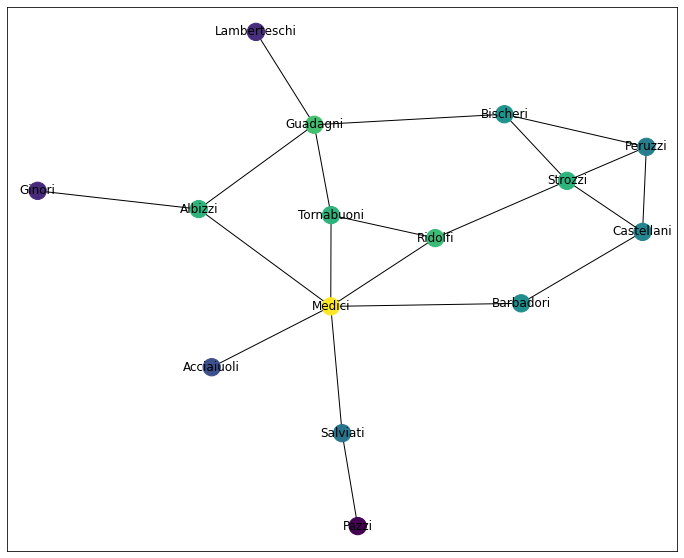 Lamberteschi
Bischeri
Guadagni
Peruzzi
Strozzi
Ginori
Albizzi
Tornabuoni
Castellani
Ridolfi
Barbadori
Medici
Acciaiuoli
Salviati
Pazzi